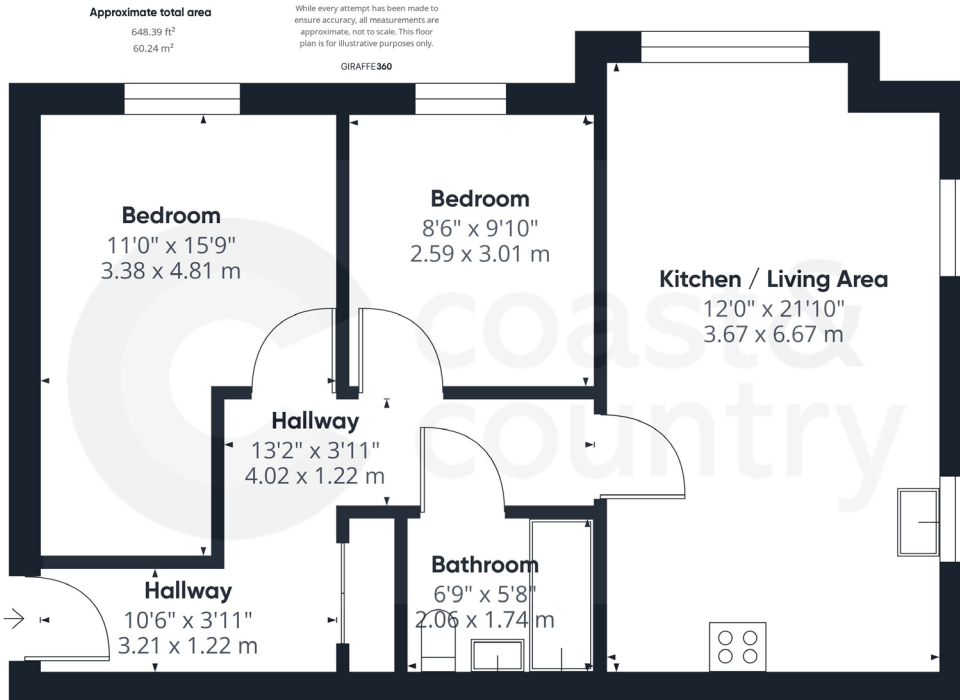 Approximate total area
648.39 ft²
60.24 m²
While every attempt has been made to
ensure accuracy, all measurements are
approximate, not to scale. This floor
plan is for illustrative purposes only.
GIRAFFE360
Bedroom
11'0" x 15'9"
3.38 x 4.81 m
Bedroom
8'6" x 9'10"
2.59 x 3.01 m
Kitchen / Living Area
12'0" x 21'10"
3.67 x 6.67 m
coast &
country
Hallway
13'2" x 3'11"
4.02 x 1.22 m
Bathroom
6'9" x 5'8"
2.06 x 1.74 m
Hallway
10'6" x 3'11"
3.21 x 1.22 m